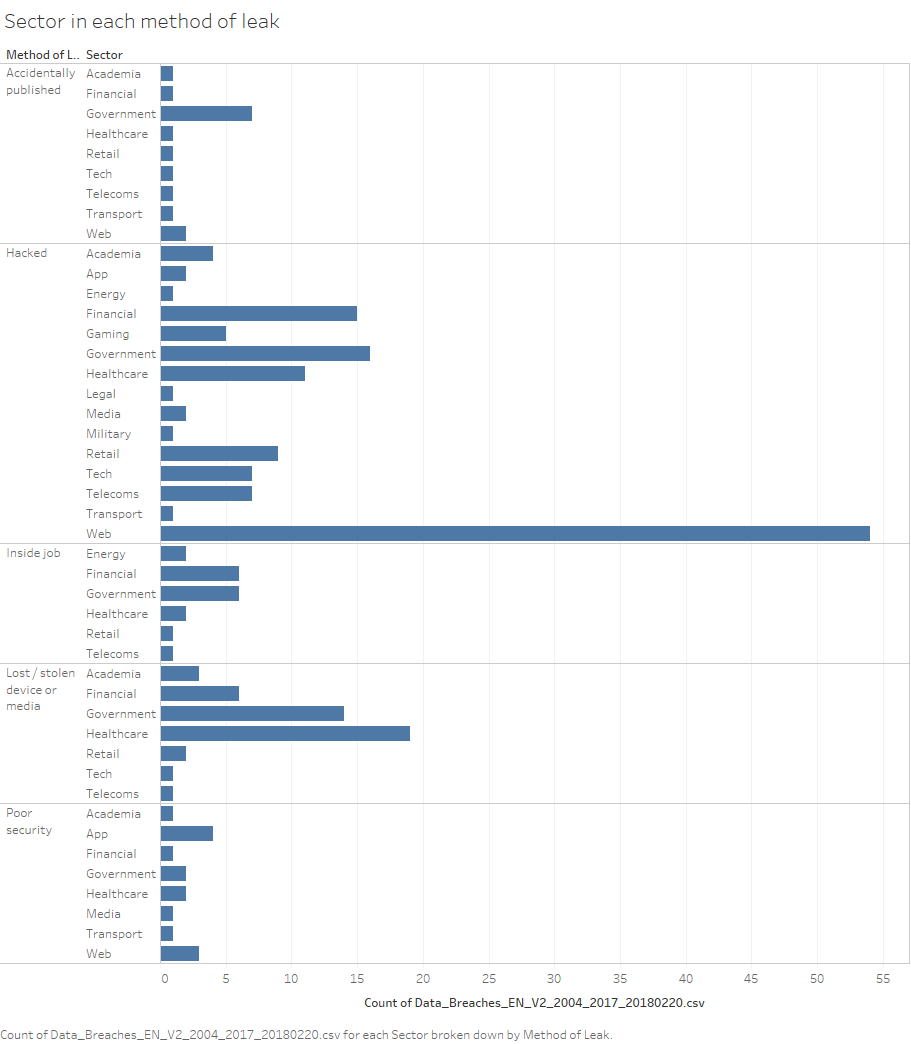 Sector in each method of leak
Method of L.. Sector
Accidentally published
Academia
Financial
Government
Healthcare
Retail
Tech
Telecoms
Transport
Web
Hacked
Academia
App
Energy
Financial
Gaming
Government
Healthcare
Legal
Media
Military
Retail
Tech
Telecoms
Transport
Web
Inside job
Energy
Financial
Government
Healthcare
Retail
Telecoms
Lost / stolen
device or
media
Academia
Financial
Government
Healthcare
Retail
Tech
Telecoms
Poor
security
Academia
App
Financial
Government
Healthcare
Media
Transport
Web
0 5 10 15 20 25 30 35 40 45 50 55
Count of Data_Breaches_EN_V2_2004_2017_20180220.csv
Count of Data_Breaches_EN_V2_2004_2017_20180220.csv for each Sector broken down by Method of Leak.